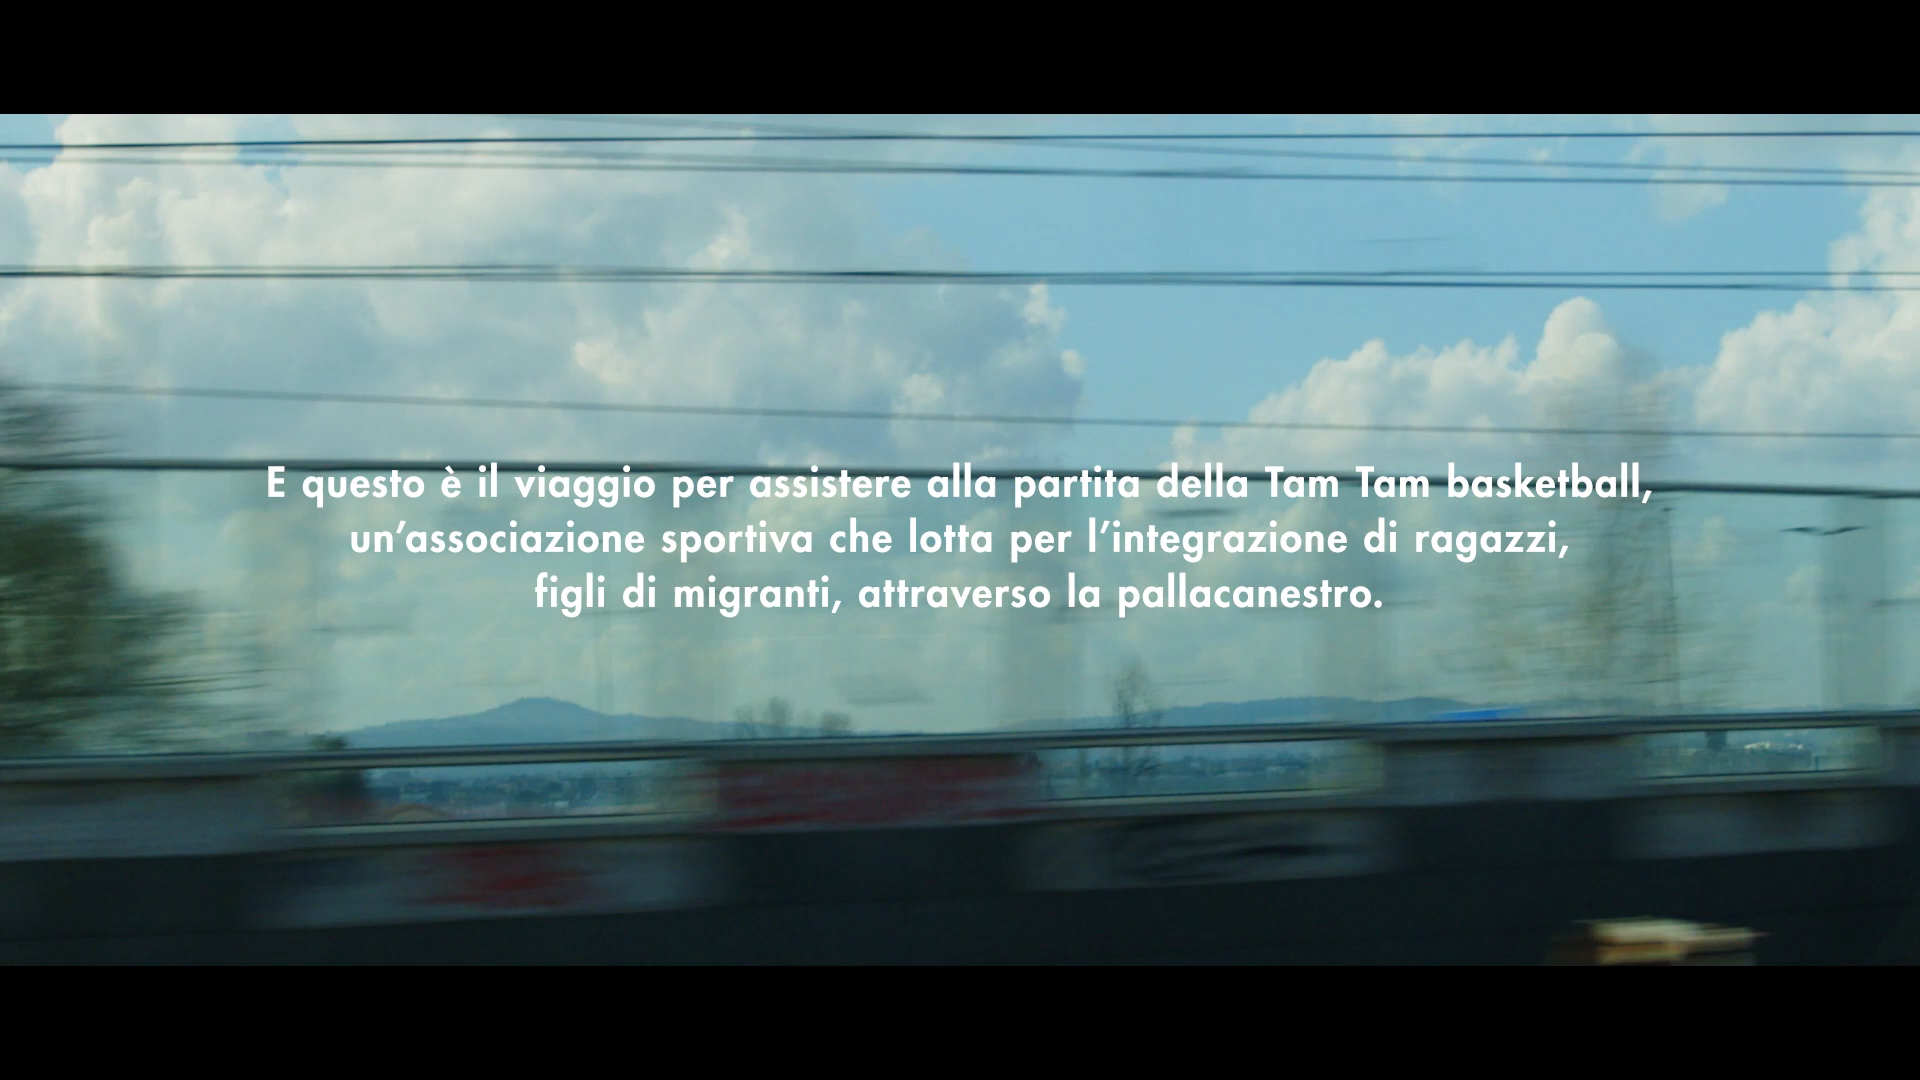 E questo è il viaggio per assistere alla partita della Tam Tam basketball,
un’associazione sportiva che lotta per l’integrazione di ragazzi,
figli di migranti, attraverso la pallacanestro.